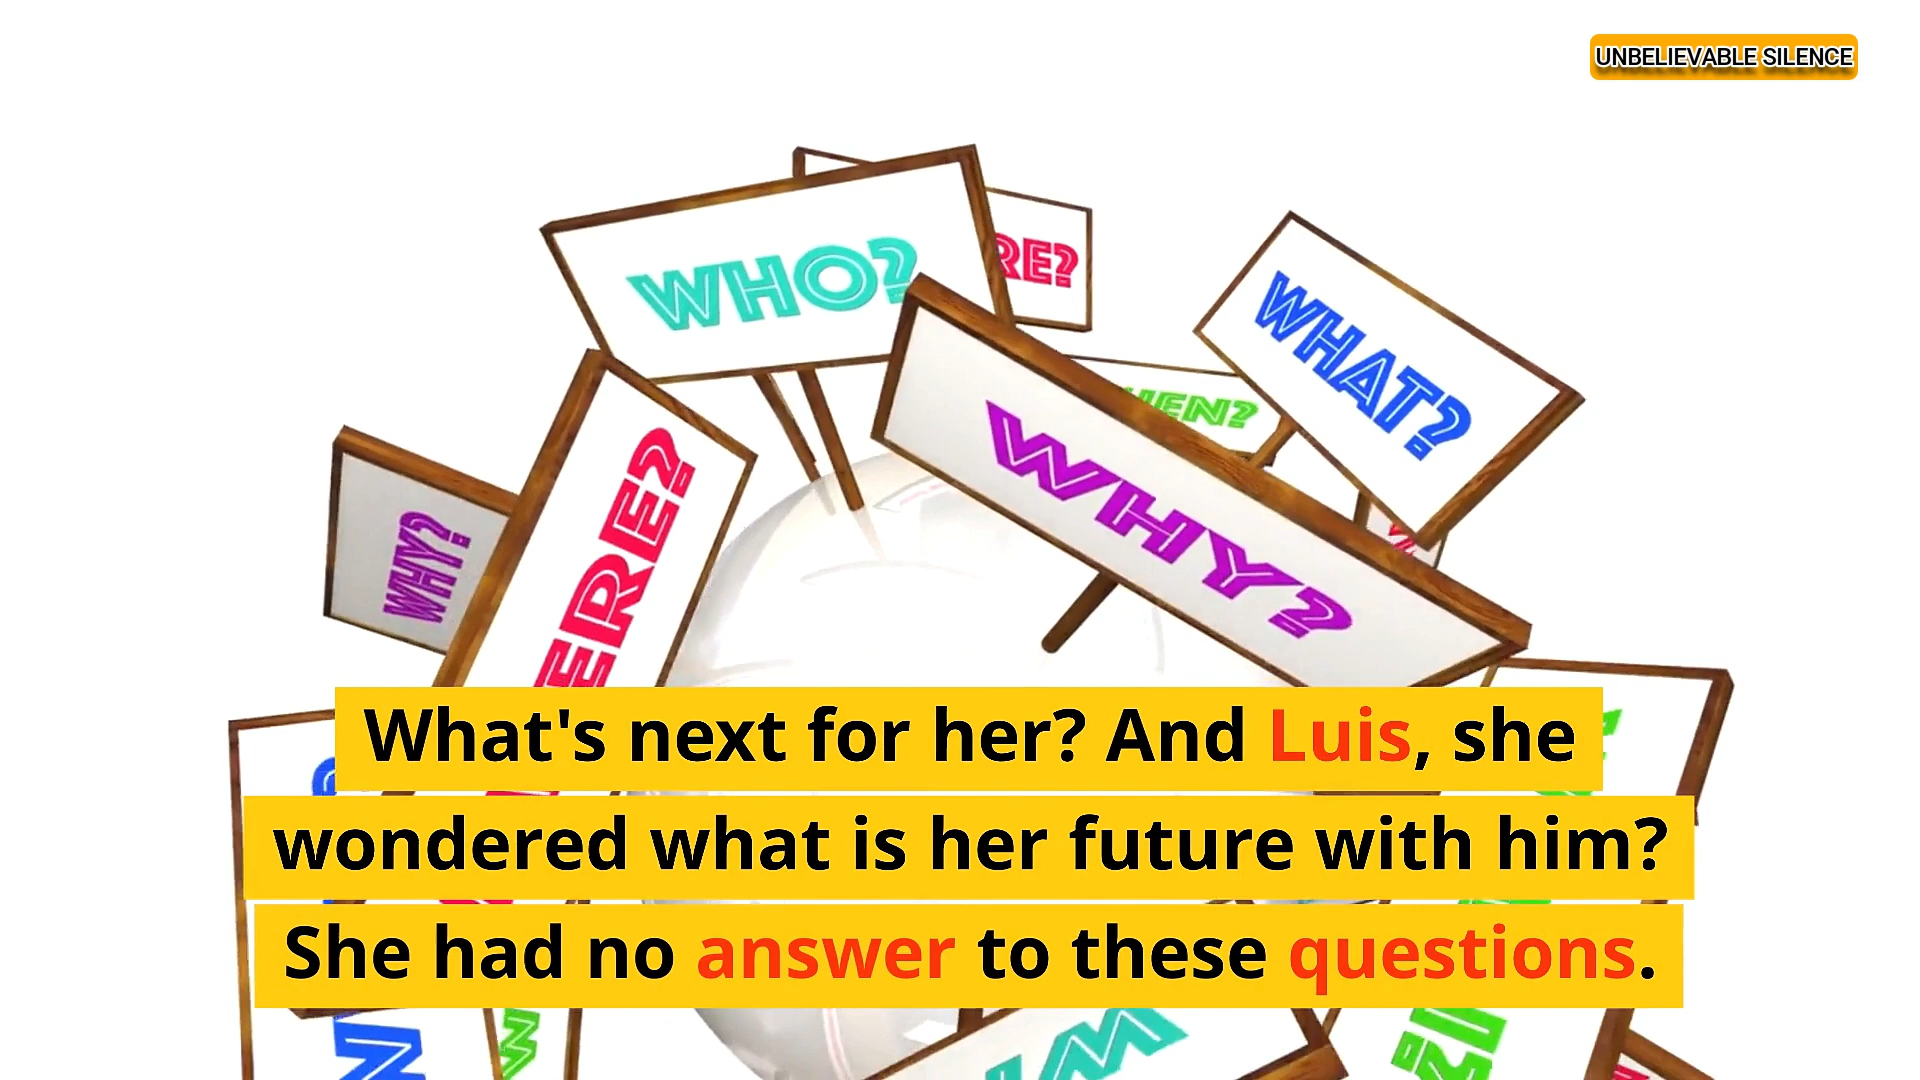 UNBELIEVABLE SILENCE
WHO?
RE?
WHAT?
WHY?
WHY?
ERE?
What's next for her? And Luis, she
wondered what is her future with him?
She had no answer to these questions.